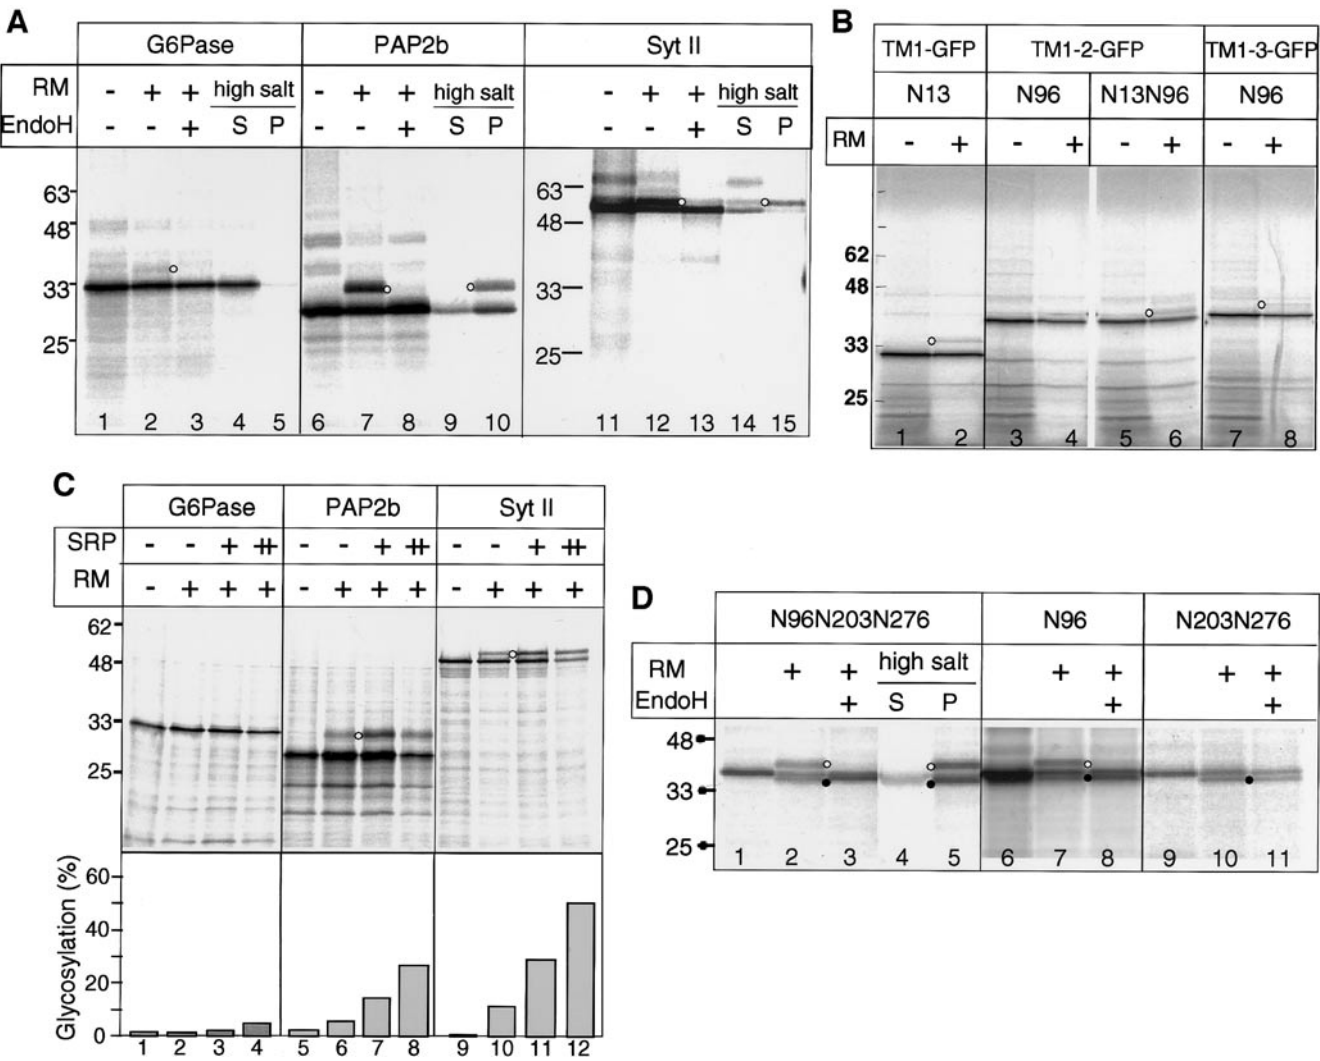 A
G6Pase PAP2b Syt II
RM - + + high salt - + + high salt - + + high salt
EndoH - - + S P - - + S P - - + S P
63 48 33 25
63 48 33 25
1 2 3 4 5 6 7 8 9 10 11 12 13 14 15
B
TM1-GFP TM1-2-GFP TM1-3-GFP
N13 N96 N13N96 N96
RM - + - + - + - +
62
48
33
25
1 2 3 4 5 6 7 8
C
G6Pase PAP2b Syt II
SRP - - + ++ - - + ++ - - + ++
RM - + + + - + + + - + + +
62
48
33
25
Glycosylation (%)
60
40
20
0
1 2 3 4 5 6 7 8 9 10 11 12
D
N96N203N276 N96 N203N276
RM + + high salt + + + +
EndoH + S P + +
48
33
25
1 2 3 4 5 6 7 8 9 10 11